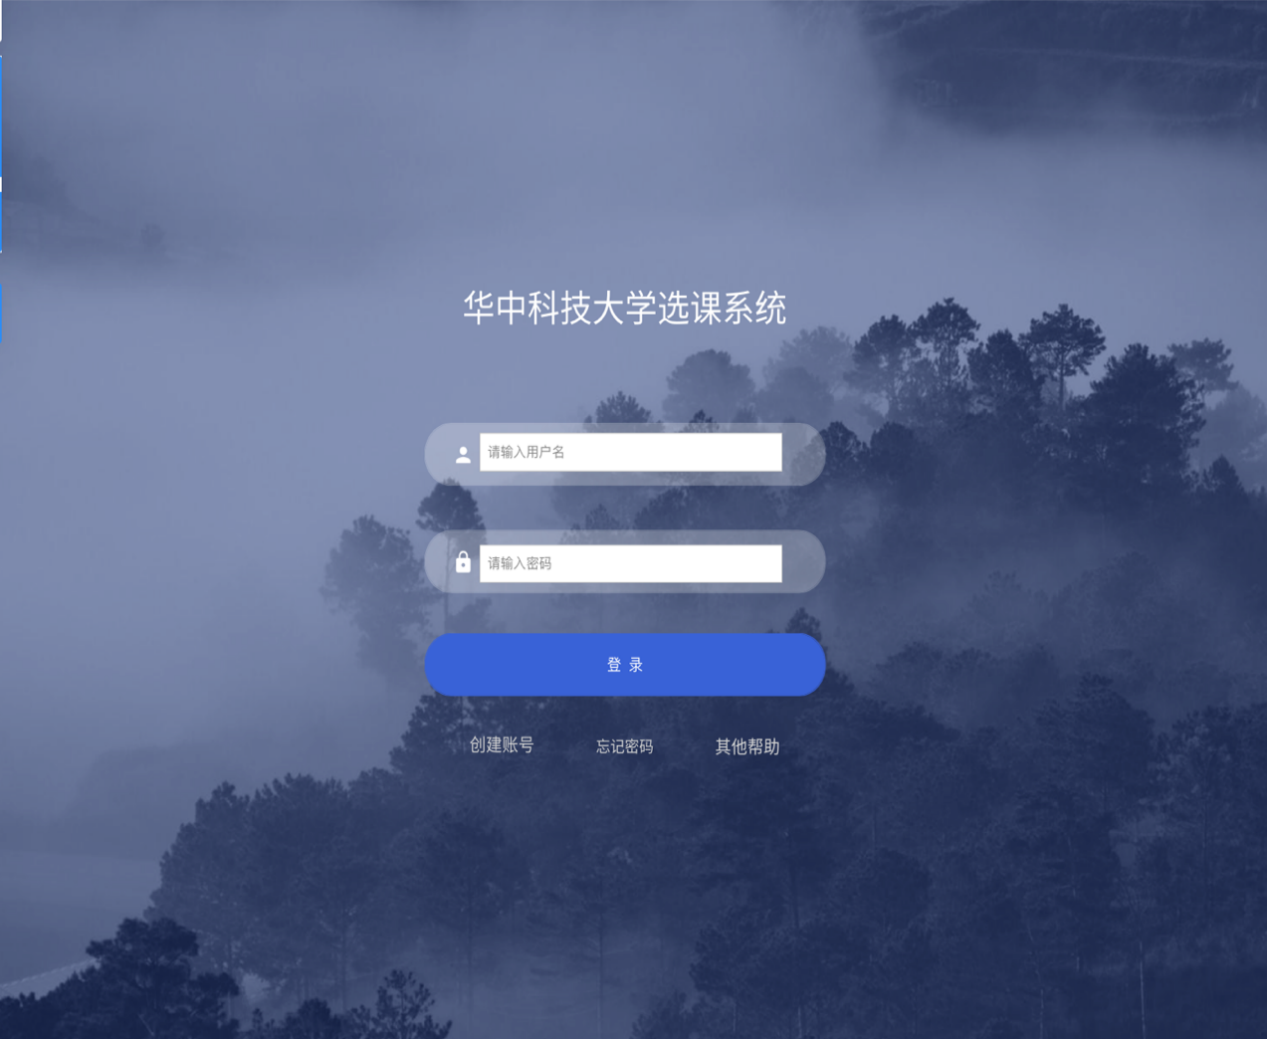 华中科技大学选课系统
请输入用户名
请输入密码
登 录
创建账号 忘记密码 其他帮助